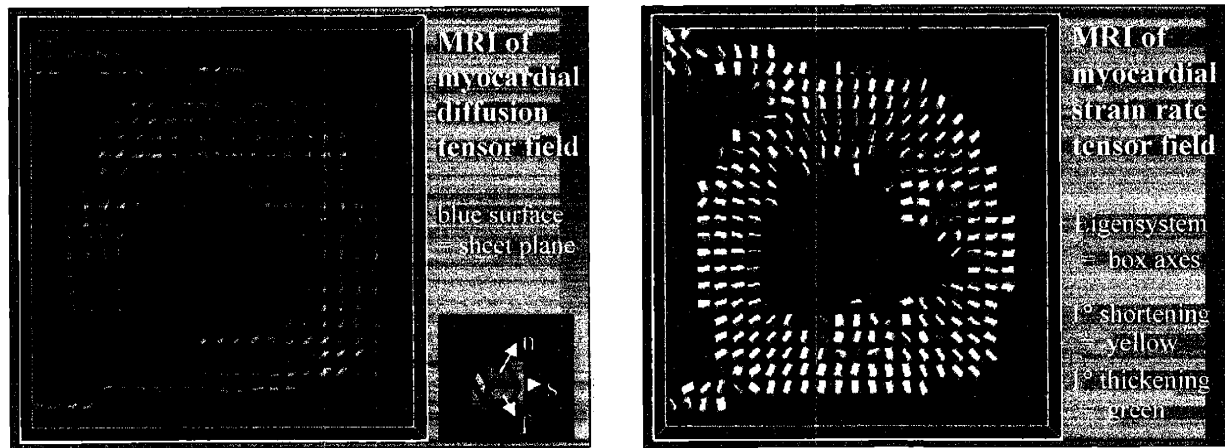 MRI of
myocardial
diffusion
tensor field
blue surface
= sheet plane
n
s
f
MRI of
myocardial
strain rate
tensor field
Eigensystem
= box axes
1° shortening
= yellow
1° thickening
= green